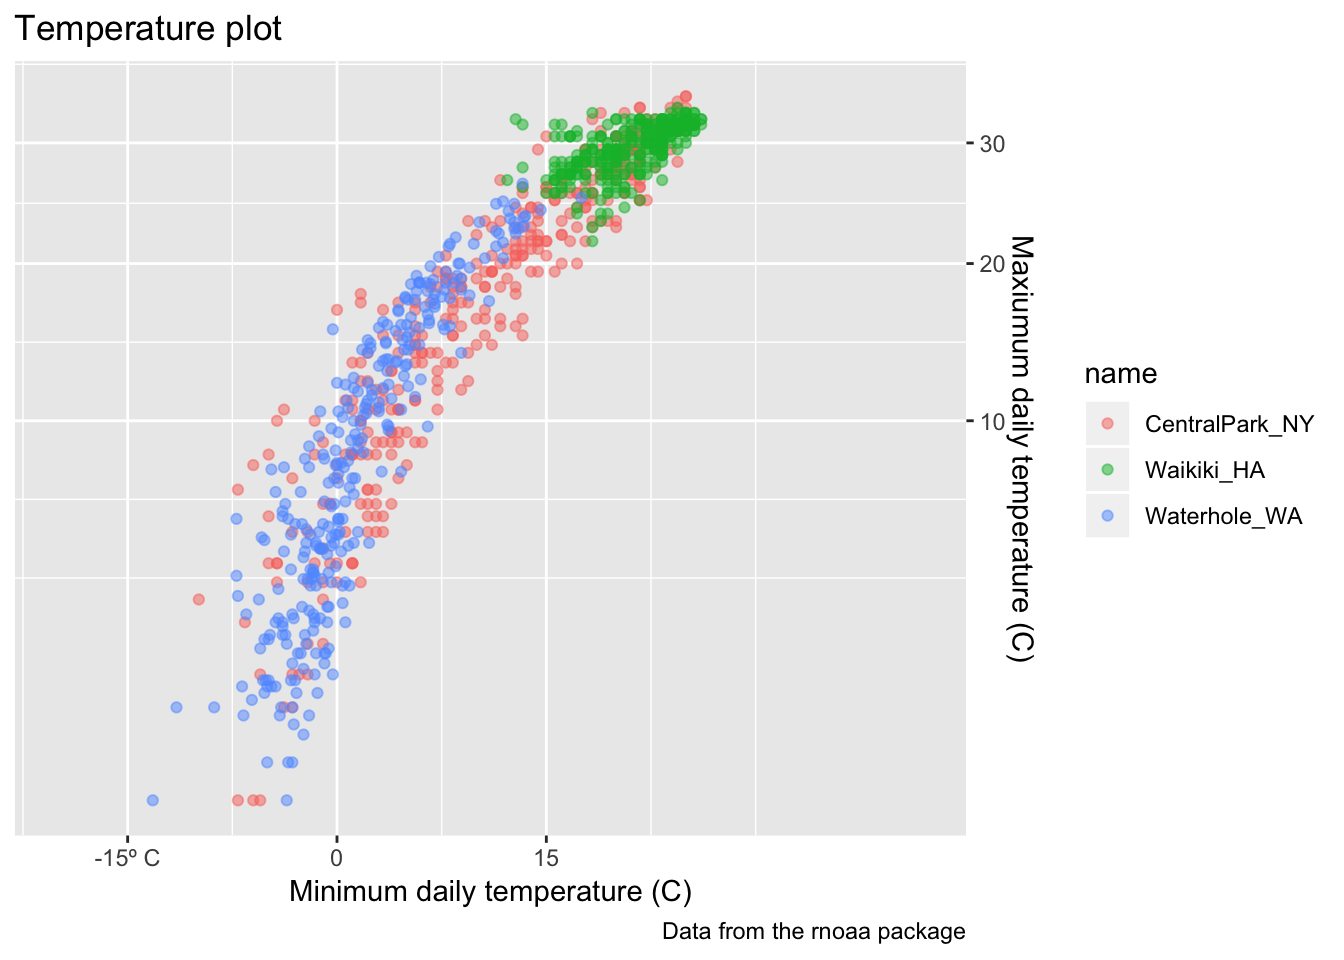 Temperature plot
30
20
10
Maxiumum daily temperature (C)
-15º C
0
15
Minimum daily temperature (C)
Data from the rnoaa package
name
CentralPark_NY
Waikiki_HA
Waterhole_WA